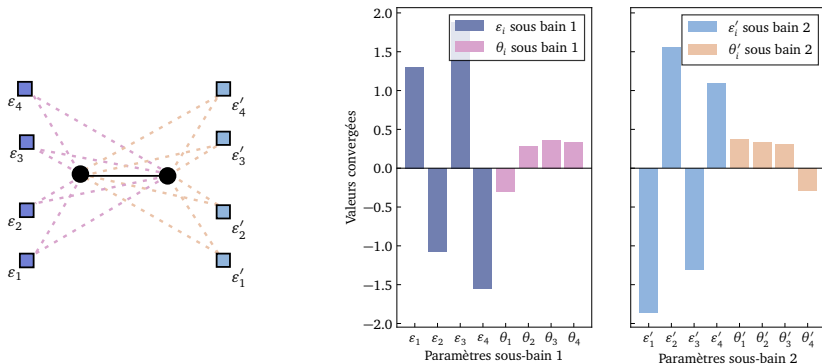 ε₄
ε₃
ε₂
ε₁
ε′₄
ε′₃
ε′₂
ε′₁
Valeurs convergées
2.0
1.5
1.0
0.5
0.0
−0.5
−1.0
−1.5
−2.0
εᵢ sous bain 1
θᵢ sous bain 1
ε₁ ε₂ ε₃ ε₄ θ₁ θ₂ θ₃ θ₄
Paramètres sous-bain 1
ε′ᵢ sous bain 2
θ′ᵢ sous bain 2
ε′₁ ε′₂ ε′₃ ε′₄ θ′₁ θ′₂ θ′₃ θ′₄
Paramètres sous-bain 2